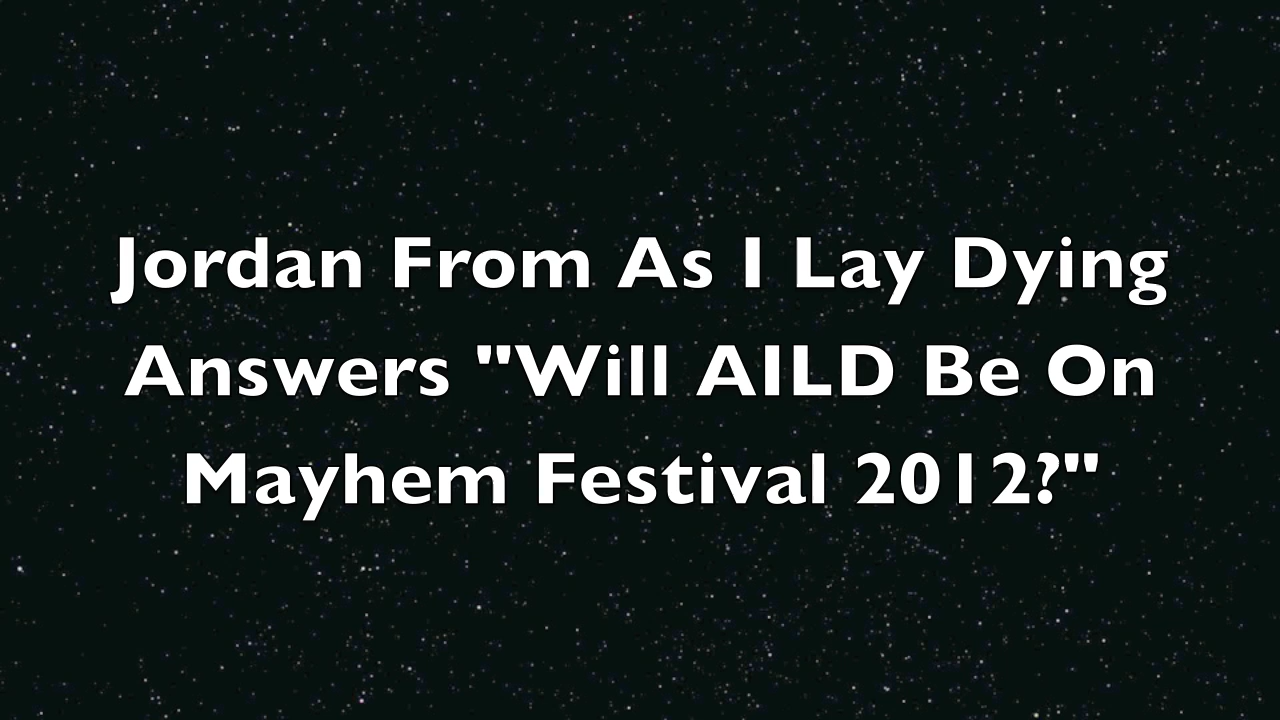 Jordan From As I Lay Dying
Answers "Will AILD Be On
Mayhem Festival 2012?"